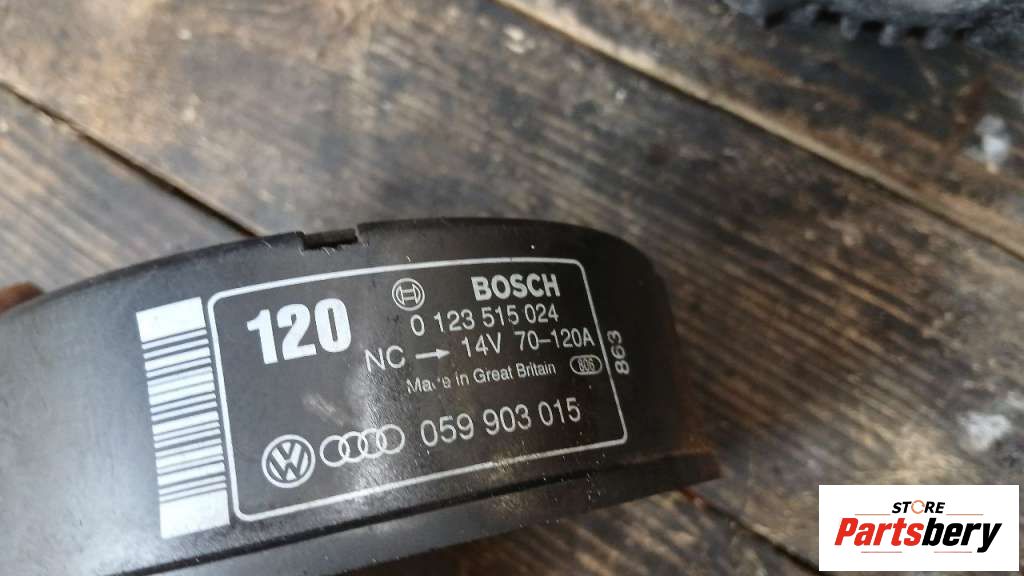 120
BOSCH
0 123 515 024
NC → 14V 70-120A
Made in Great Britain
863
059 903 015
STORE
Partsbery